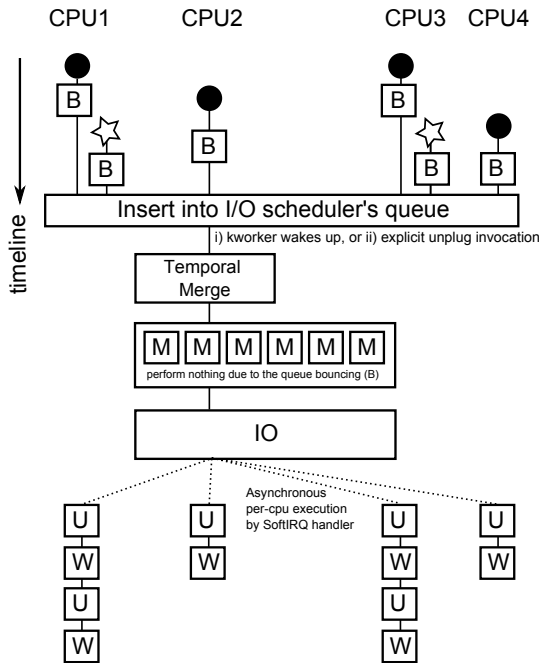 CPU1 CPU2 CPU3 CPU4
B B
B B B B
timeline
Insert into I/O scheduler's queue
i) kworker wakes up, or ii) explicit unplug invocation
Temporal
Merge
M M M M M M
perform nothing due to the queue bouncing (B)
IO
Asynchronous
per-cpu execution
by SoftIRQ handler
U U U U
W W W W
U U
W W